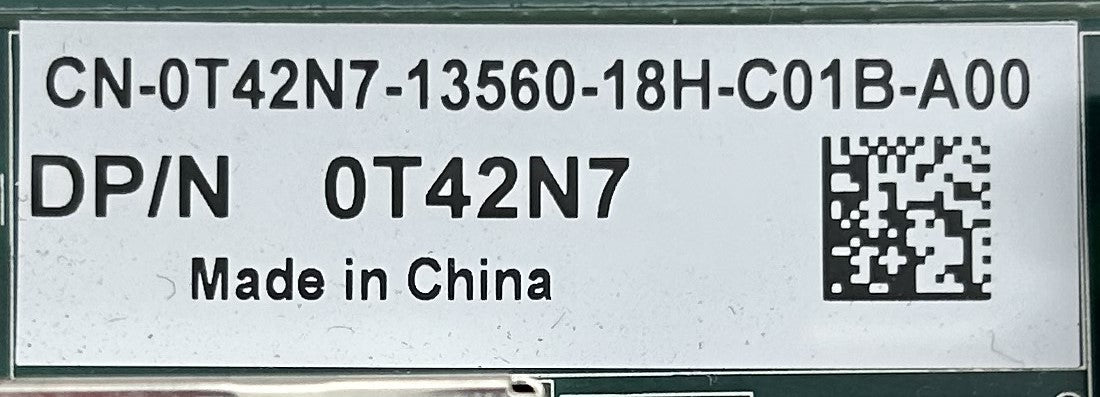 CN-0T42N7-13560-18H-C01B-A00
DP/N 0T42N7
Made in China